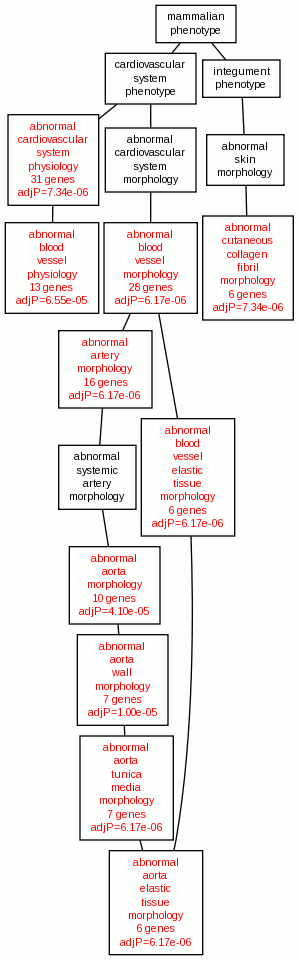 mammalian
phenotype
cardiovascular
system
phenotype
integument
phenotype
abnormal
cardiovascular
system
physiology
31 genes
adjP=7.34e-06
abnormal
cardiovascular
system
morphology
abnormal
skin
morphology
abnormal
blood
vessel
physiology
13 genes
adjP=6.55e-05
abnormal
blood
vessel
morphology
28 genes
adjP=6.17e-06
abnormal
cutaneous
collagen
fibril
morphology
6 genes
adjP=7.34e-06
abnormal
artery
morphology
16 genes
adjP=6.17e-06
abnormal
blood
vessel
elastic
tissue
morphology
6 genes
adjP=6.17e-06
abnormal
systemic
artery
morphology
abnormal
aorta
morphology
10 genes
adjP=4.10e-05
abnormal
aorta
wall
morphology
7 genes
adjP=1.00e-05
abnormal
aorta
tunica
media
morphology
7 genes
adjP=6.17e-06
abnormal
aorta
elastic
tissue
morphology
6 genes
adjP=6.17e-06